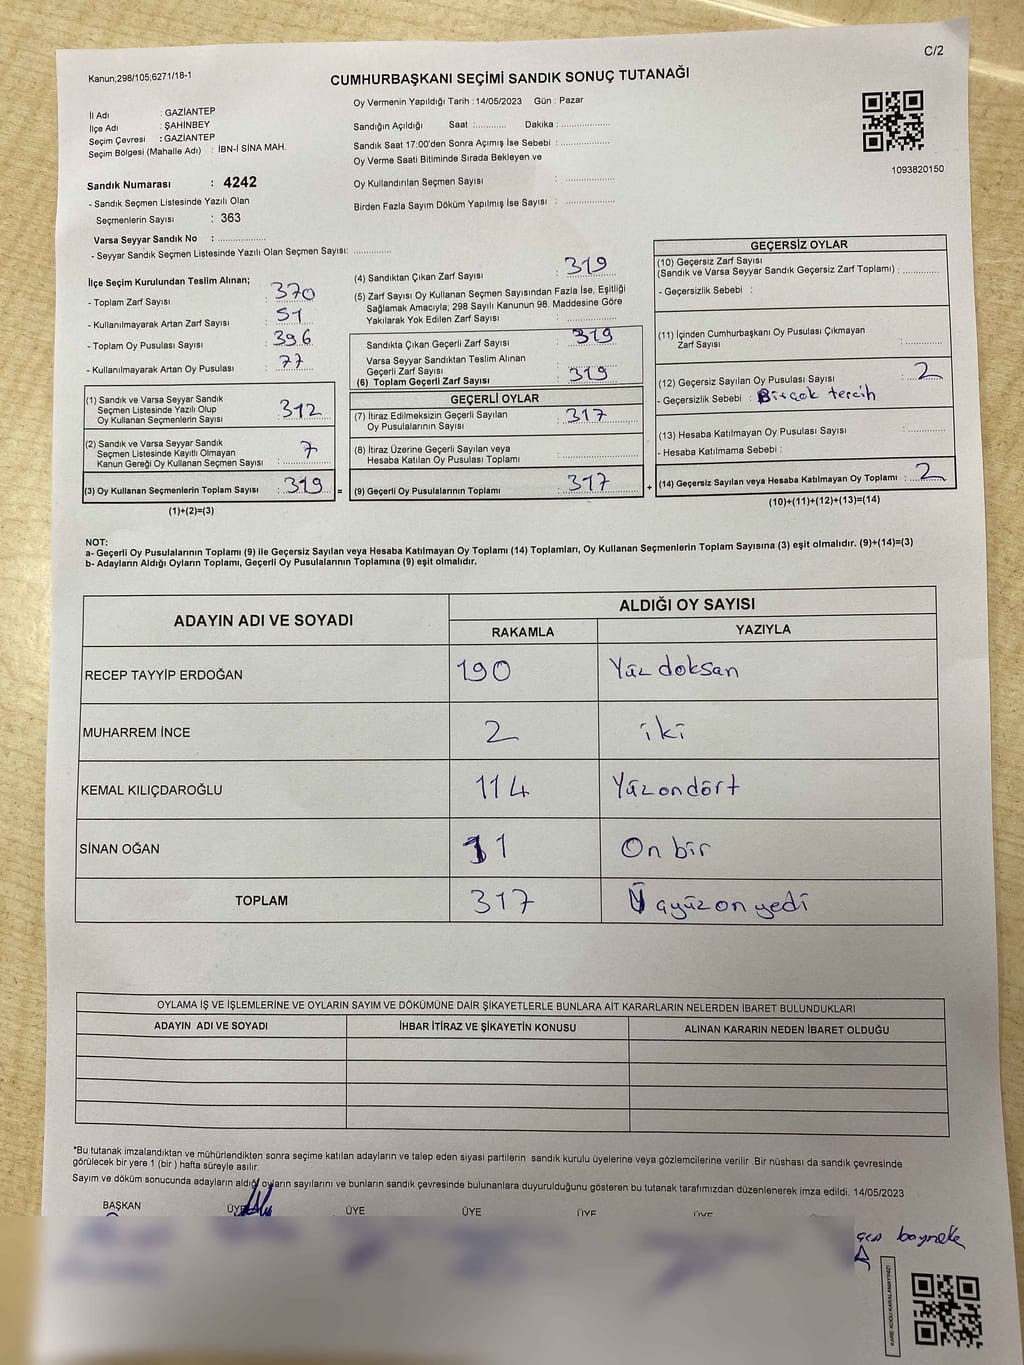 C/2
Kanun;298/105;6271/18-1
CUMHURBAŞKANI SEÇİMİ SANDIK SONUÇ TUTANAĞI
Oy Vermenin Yapıldığı Tarih : 14/05/2023 Gün : Pazar
İl Adı : GAZİANTEP
İlçe Adı : ŞAHİNBEY
Seçim Çevresi : GAZİANTEP
Seçim Bölgesi (Mahalle Adı) : İBN-İ SİNA MAH.
Sandığın Açıldığı Saat :........... Dakika : .................
Sandık Saat 17:00'den Sonra Açımış İse Sebebi : .................
Oy Verme Saati Bitiminde Sırada Bekleyen ve
Oy Kullandırılan Seçmen Sayısı : .................
Birden Fazla Sayım Döküm Yapılmış İse Sayısı : .................
1093820150
Sandık Numarası : 4242
- Sandık Seçmen Listesinde Yazılı Olan
Seçmenlerin Sayısı : 363
Varsa Seyyar Sandık No : .................
- Seyyar Sandık Seçmen Listesinde Yazılı Olan Seçmen Sayısı: .............
İlçe Seçim Kurulundan Teslim Alınan;
- Toplam Zarf Sayısı : 370
- Kullanılmayarak Artan Zarf Sayısı : 51
- Toplam Oy Pusulası Sayısı : 396
- Kullanılmayarak Artan Oy Pusulası : 77
(1) Sandık ve Varsa Seyyar Sandık
Seçmen Listesinde Yazılı Olup
Oy Kullanan Seçmenlerin Sayısı : 312
(2) Sandık ve Varsa Seyyar Sandık
Seçmen Listesinde Kayıtlı Olmayan
Kanun Gereği Oy Kullanan Seçmen Sayısı : 7
(3) Oy Kullanan Seçmenlerin Toplam Sayısı : 319 =
(1)+(2)=(3)
(4) Sandıktan Çıkan Zarf Sayısı : 319
(5) Zarf Sayısı Oy Kullanan Seçmen Sayısından Fazla İse, Eşitliği
Sağlamak Amacıyla; 298 Sayılı Kanunun 98. Maddesine Göre
Yakılarak Yok Edilen Zarf Sayısı : .................
Sandıkta Çıkan Geçerli Zarf Sayısı : 319
Varsa Seyyar Sandıktan Teslim Alınan
Geçerli Zarf Sayısı :
(6) Toplam Geçerli Zarf Sayısı : 319
GEÇERLİ OYLAR
(7) İtiraz Edilmeksizin Geçerli Sayılan
Oy Pusulalarının Sayısı : 317
(8) İtiraz Üzerine Geçerli Sayılan veya
Hesaba Katılan Oy Pusulası Toplamı : .................
(9) Geçerli Oy Pusulalarının Toplamı : 317 +
GEÇERSİZ OYLAR
(10) Geçersiz Zarf Sayısı
(Sandık ve Varsa Seyyar Sandık Geçersiz Zarf Toplamı) : .............
- Geçersizlik Sebebi :
(11) İçinden Cumhurbaşkanı Oy Pusulası Çıkmayan
Zarf Sayısı : .............
(12) Geçersiz Sayılan Oy Pusulası Sayısı : 2
- Geçersizlik Sebebi : Birçok tercih
(13) Hesaba Katılmayan Oy Pusulası Sayısı : .............
- Hesaba Katılmama Sebebi :
(14) Geçersiz Sayılan veya Hesaba Katılmayan Oy Toplamı : 2
(10)+(11)+(12)+(13)=(14)
NOT:
a- Geçerli Oy Pusulalarının Toplamı (9) ile Geçersiz Sayılan veya Hesaba Katılmayan Oy Toplamı (14) Toplamları, Oy Kullanan Seçmenlerin Toplam Sayısına (3) eşit olmalıdır. (9)+(14)=(3)
b- Adayların Aldığı Oyların Toplamı, Geçerli Oy Pusulalarının Toplamına (9) eşit olmalıdır.
ADAYIN ADI VE SOYADI
ALDIĞI OY SAYISI
RAKAMLA YAZIYLA
RECEP TAYYİP ERDOĞAN 190 Yüz doksan
MUHARREM İNCE 2 iki
KEMAL KILIÇDAROĞLU 114 Yüzondört
SİNAN OĞAN 11 On bir
TOPLAM 317 Üçyüzonyedi
OYLAMA İŞ VE İŞLEMLERİNE VE OYLARIN SAYIM VE DÖKÜMÜNE DAİR ŞİKAYETLERLE BUNLARA AİT KARARLARIN NELERDEN İBARET BULUNDUKLARI
ADAYIN ADI VE SOYADI İHBAR İTİRAZ VE ŞİKAYETİN KONUSU ALINAN KARARIN NEDEN İBARET OLDUĞU
*Bu tutanak imzalandıktan ve mühürlendikten sonra seçime katılan adayların ve talep eden siyasi partilerin sandık kurulu üyelerine veya gözlemcilerine verilir. Bir nüshası da sandık çevresinde
görülecek bir yere 1 (bir ) hafta süreyle asılır.
Sayım ve döküm sonucunda adayların aldığı oyların sayılarını ve bunların sandık çevresinde bulunanlara duyurulduğunu gösteren bu tutanak tarafımızdan düzenlenerek imza edildi. 14/05/2023
BAŞKAN ÜYE ÜYE ÜYE ÜYE ÜYE
KARE KODU KARALAMAYINIZ!